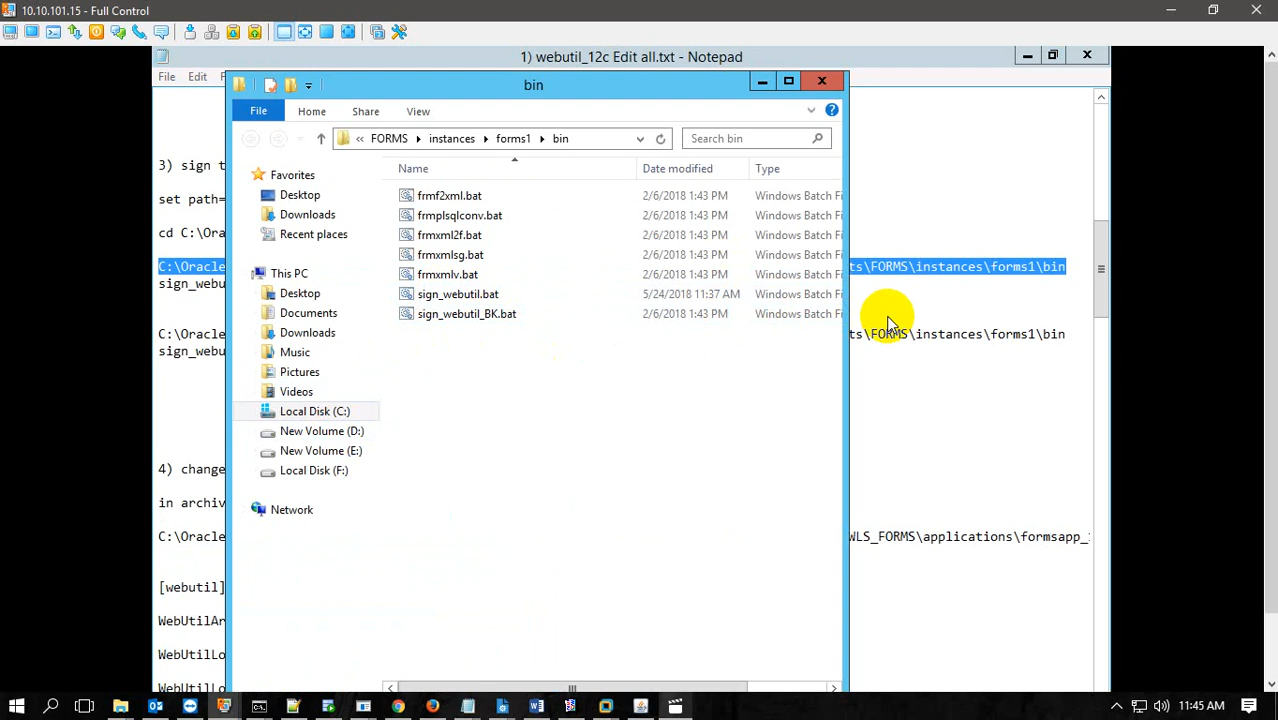 10.10.101.15 - Full Control
1) webutil_12c Edit all.txt - Notepad
File Edit F
bin
File Home Share View
« FORMS instances forms1 bin
Search bin
Name Date modified Type
Favorites
Desktop
Downloads
Recent places
This PC
Desktop
Documents
Downloads
Music
Pictures
Videos
Local Disk (C:)
New Volume (D:)
New Volume (E:)
Local Disk (F:)
Network
frmf2xml.bat 2/6/2018 1:43 PM Windows Batch Fi
frmplsqlconv.bat 2/6/2018 1:43 PM Windows Batch Fi
frmxml2f.bat 2/6/2018 1:43 PM Windows Batch Fi
frmxmlsg.bat 2/6/2018 1:43 PM Windows Batch Fi
frmxmlv.bat 2/6/2018 1:43 PM Windows Batch Fi
sign_webutil.bat 5/24/2018 11:37 AM Windows Batch Fi
sign_webutil_BK.bat 2/6/2018 1:43 PM Windows Batch Fi
3) sign t
set path=
cd C:\Ora
C:\Oracle
ts\FORMS\instances\forms1\bin
sign_webu
C:\Oracle
ts\FORMS\instances\forms1\bin
sign_webu
4) change
in archiv
C:\Oracle
WLS_FORMS\applications\formsapp_1
[webutil]
WebUtilAr
WebUtilLo
WebUtilLo
11:45 AM